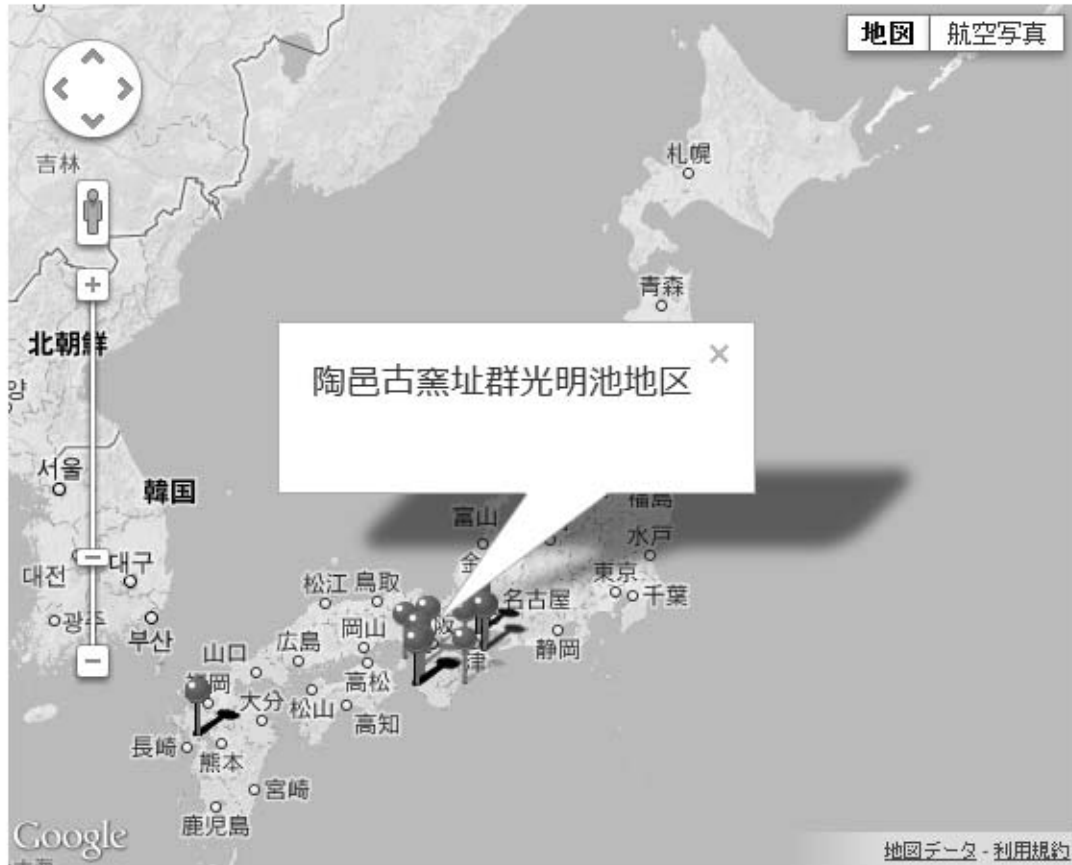 地図 航空写真
吉林
札幌
青森
北朝鮮
陶邑古窯址群光明池地区
서울
韓国
福島
富山
水戸
대전
대구
松江
鳥取
東京
千葉
名古屋
부산
広島
岡山
静岡
山口
津
高松
大分
松山
高知
長崎
熊本
宮崎
鹿児島
Google
地図データ - 利用規約